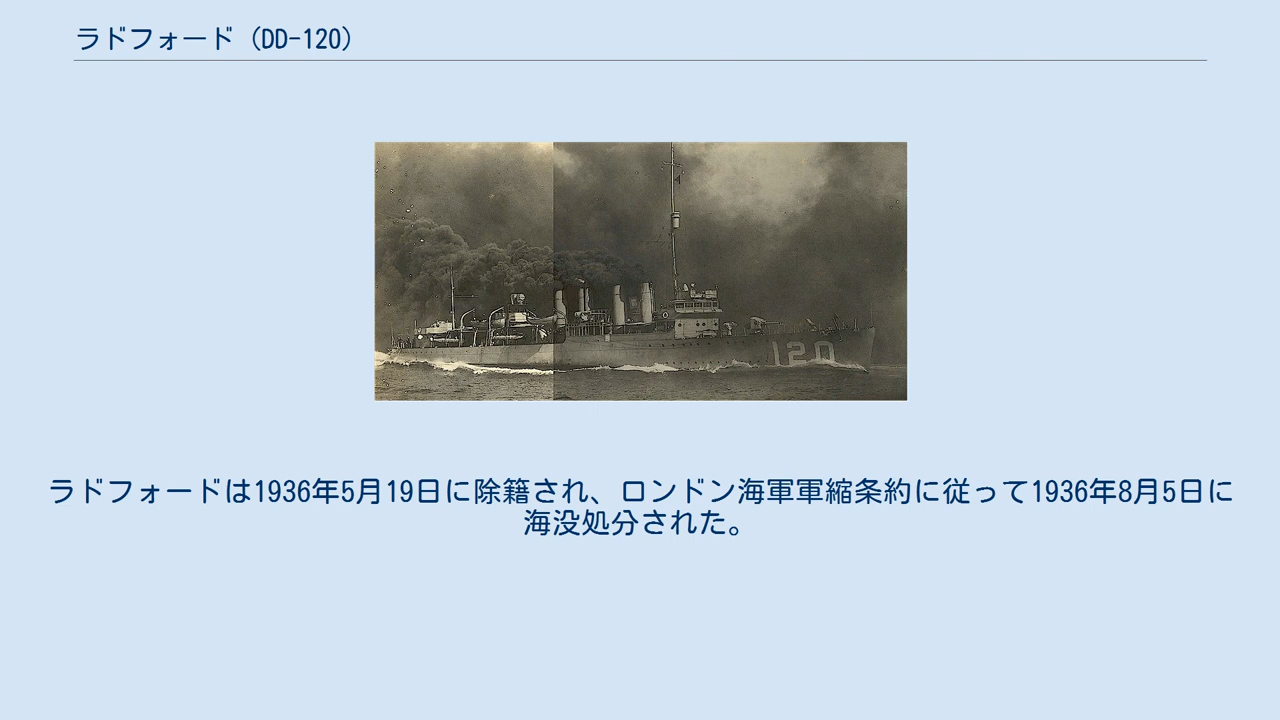 ラドフォード（DD-120）
120
ラドフォードは1936年5月19日に除籍され、ロンドン海軍軍縮条約に従って1936年8月5日に
海没処分された。